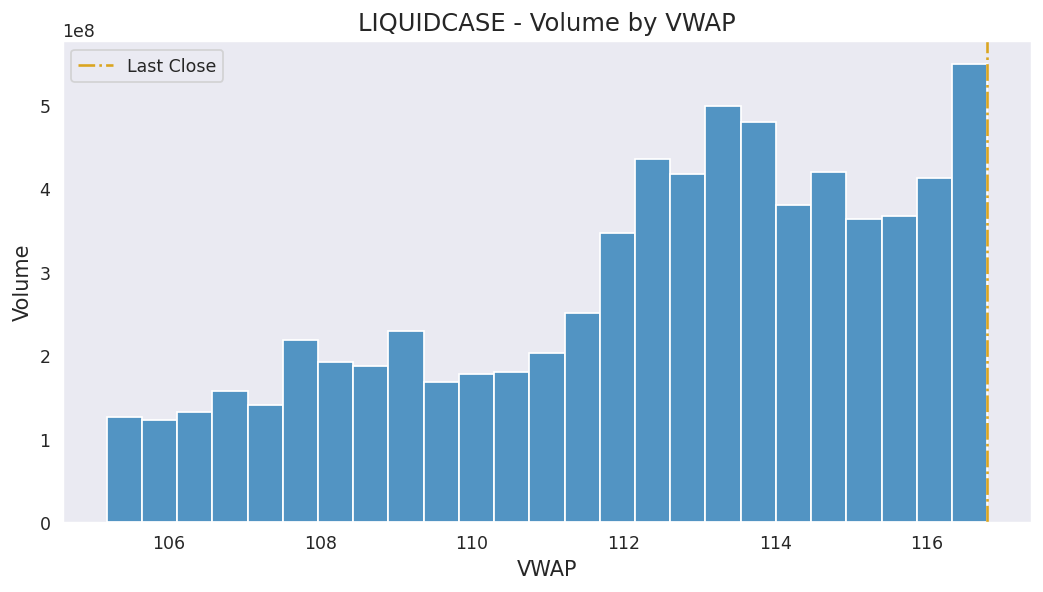 LIQUIDCASE - Volume by VWAP
1e8
Last Close
5
4
3
2
1
0
Volume
106 108 110 112 114 116
VWAP